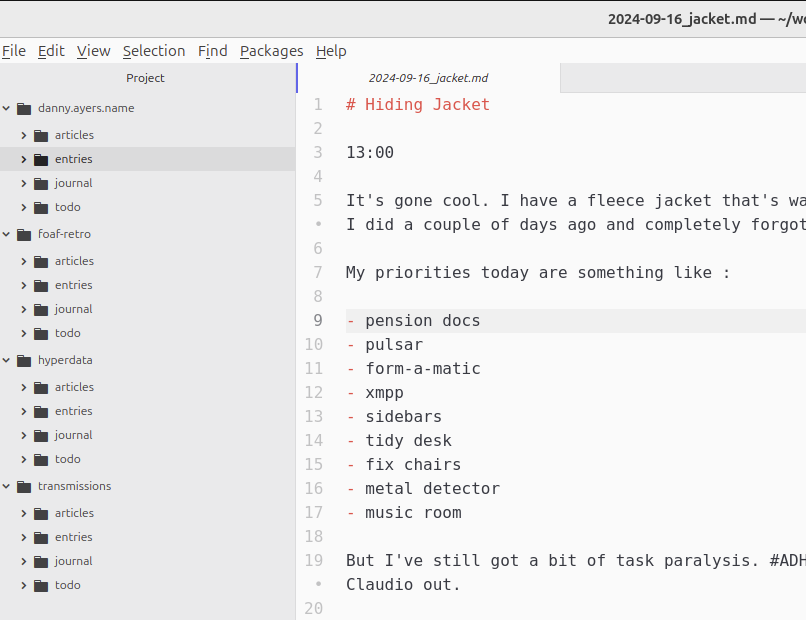 2024-09-16_jacket.md — ~/wo
File Edit View Selection Find Packages Help
Project
2024-09-16_jacket.md
danny.ayers.name
articles
entries
journal
todo
foaf-retro
articles
entries
journal
todo
hyperdata
articles
entries
journal
todo
transmissions
articles
entries
journal
todo
1 # Hiding Jacket
2
3 13:00
4
5 It's gone cool. I have a fleece jacket that's wa
• I did a couple of days ago and completely forgot
6
7 My priorities today are something like :
8
9 - pension docs
10 - pulsar
11 - form-a-matic
12 - xmpp
13 - sidebars
14 - tidy desk
15 - fix chairs
16 - metal detector
17 - music room
18
19 But I've still got a bit of task paralysis. #ADH
• Claudio out.
20